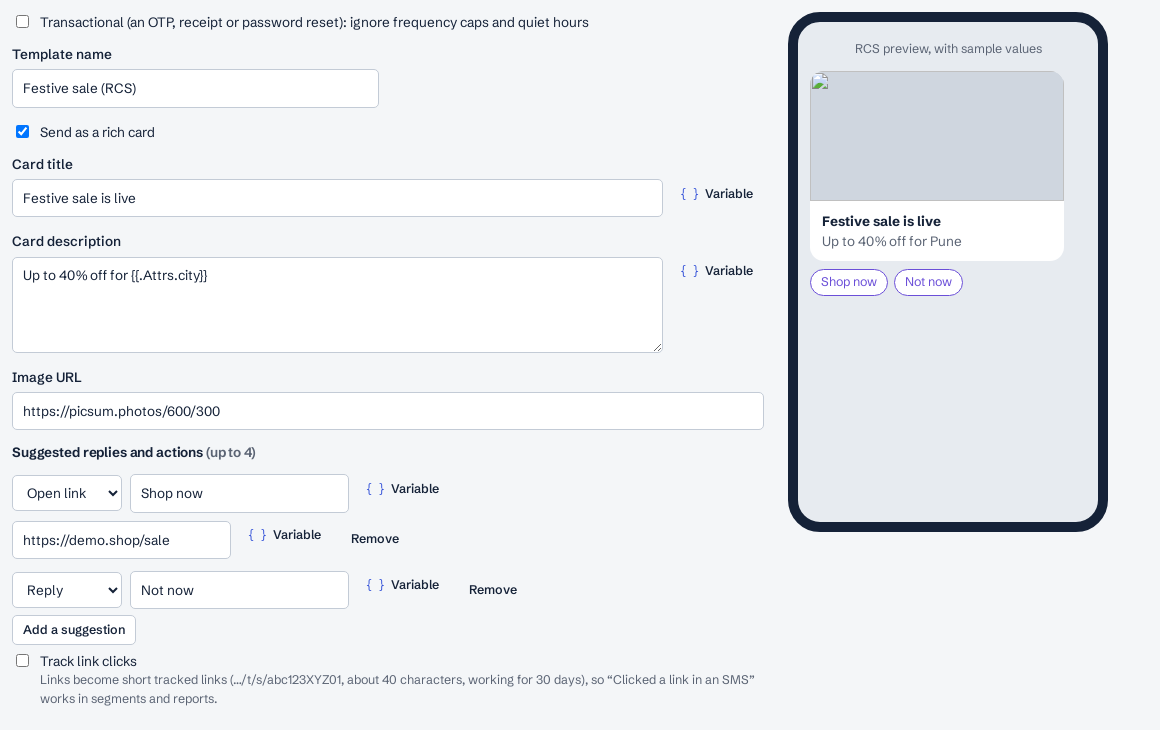 Transactional (an OTP, receipt or password reset): ignore frequency caps and quiet hours
Template name
Festive sale (RCS)
Send as a rich card
Card title
Festive sale is live
{ } Variable
Card description
Up to 40% off for {{.Attrs.city}}
{ } Variable
Image URL
https://picsum.photos/600/300
Suggested replies and actions (up to 4)
Open link
Shop now
{ } Variable
https://demo.shop/sale
{ } Variable
Remove
Reply
Not now
{ } Variable
Remove
Add a suggestion
Track link clicks
Links become short tracked links (…/t/s/abc123XYZ01, about 40 characters, working for 30 days), so “Clicked a link in an SMS”
works in segments and reports.
RCS preview, with sample values
Festive sale is live
Up to 40% off for Pune
Shop now
Not now